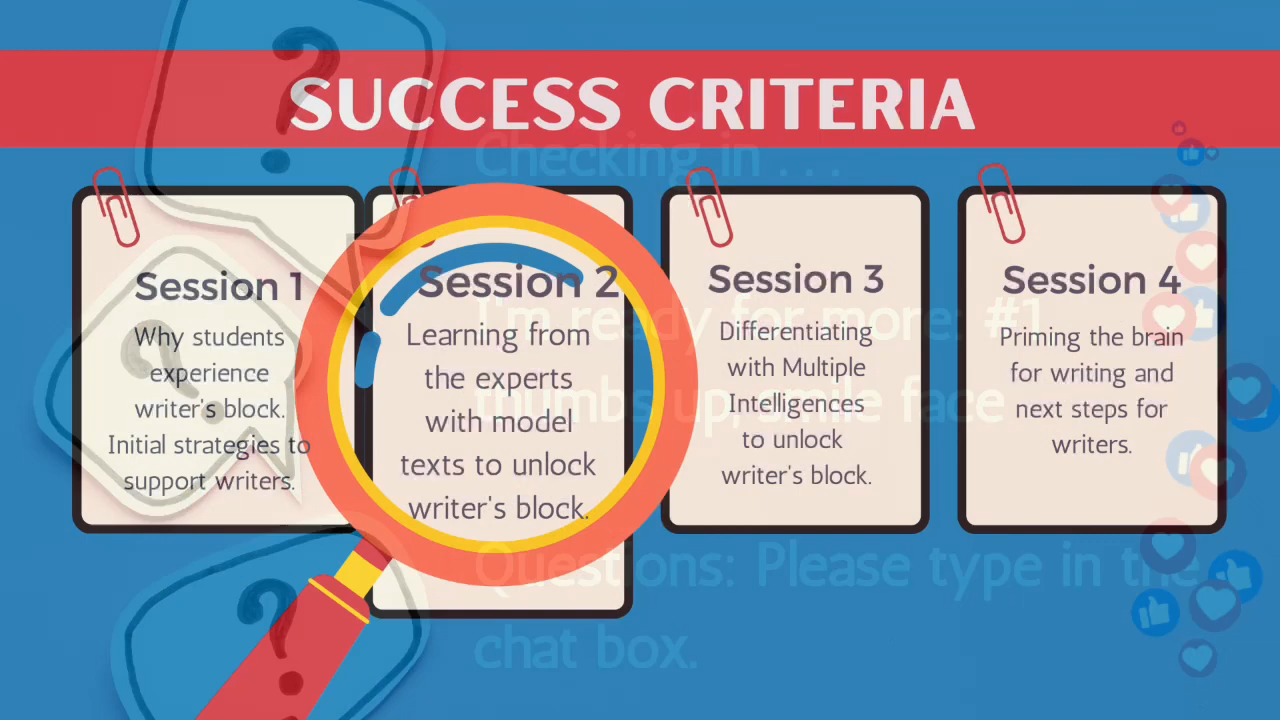 SUCCESS CRITERIA
Checking in . . .
Session 1
Why students
experience
writer's block.
Initial strategies to
support writers.
Session 2
Learning from
the experts
with model
texts to unlock
writer's block.
Session 3
Differentiating
with Multiple
Intelligences
to unlock
writer's block.
Session 4
Priming the brain
for writing and
next steps for
writers.
I'm ready for more: #1
thumbs up, smile face
Questions: Please type in the
chat box.
?
?
?